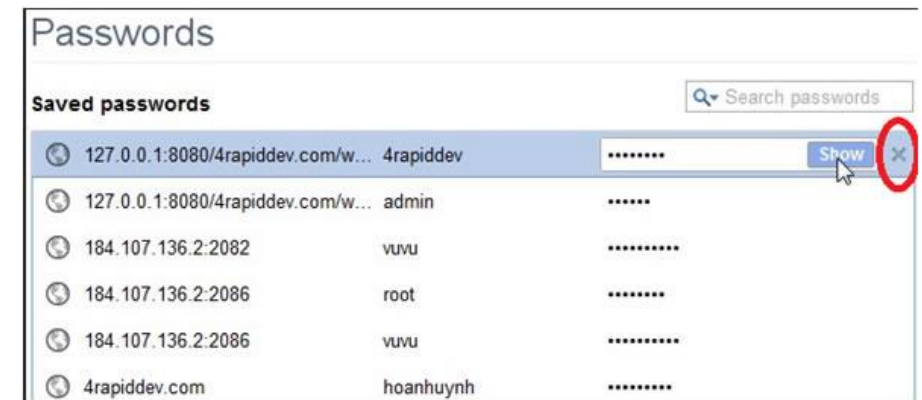 Passwords
Saved passwords
Search passwords
127.0.0.1:8080/4rapiddev.com/w... 4rapiddev •••••••• Show
127.0.0.1:8080/4rapiddev.com/w... admin ••••••
184.107.136.2:2082 vuvu ••••••••••
184.107.136.2:2086 root ••••••••
184.107.136.2:2086 vuvu ••••••••••
4rapiddev.com hoanhuynh •••••••••